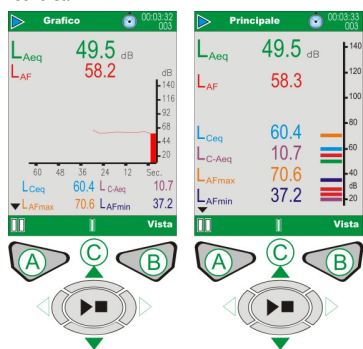 Grafico 00:03:32
003
LAeq 49.5 dB
LAF 58.2 dB
140
116
92
68
44
20
60 48 36 24 12 Sec.
LCeq 60.4 LC-Aeq 10.7
LAFmax 70.6 LAFmin 37.2
Vista
A C B
Principale 00:03:33
003
LAeq 49.5 dB
LAF 58.3
LCeq 60.4
LC-Aeq 10.7
LAFmax 70.6
LAFmin 37.2
140
120
100
80
60
40
dB
20
Vista
A C B